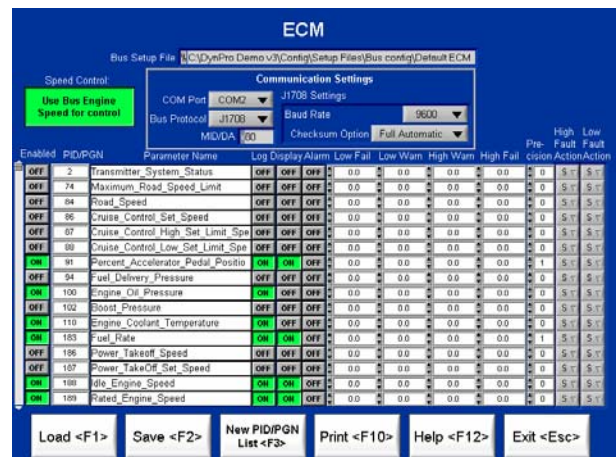 ECM
Bus Setup File C:\DynPro Demo v3\Config\Setup Files\Bus config\Default ECM
Speed Control:
Use Bus Engine
Speed for control
Communication Settings
COM Port COM2
Bus Protocol J1708
MID/DA 80
J1708 Settings
Baud Rate 9600
Checksum Option Full Automatic
Enabled PID/PGN Parameter Name Log Display Alarm Low Fail Low Warn High Warn High Fail Pre-cision High Fault Action Low Fault Action
OFF 2 Transmitter_System_Status OFF OFF OFF 0.0 0.0 0.0 0.0 0
OFF 74 Maximum_Road_Speed_Limit OFF OFF OFF 0.0 0.0 0.0 0.0 0
OFF 84 Road_Speed OFF OFF OFF 0.0 0.0 0.0 0.0 0
OFF 86 Cruise_Control_Set_Speed OFF OFF OFF 0.0 0.0 0.0 0.0 0
OFF 87 Cruise_Control_High_Set_Limit_Spe OFF OFF OFF 0.0 0.0 0.0 0.0 0
OFF 88 Cruise_Control_Low_Set_Limit_Spe OFF OFF OFF 0.0 0.0 0.0 0.0 0
ON 91 Percent_Accelerator_Pedal_Positio ON ON OFF 0.0 0.0 0.0 0.0 1
OFF 94 Fuel_Delivery_Pressure OFF OFF OFF 0.0 0.0 0.0 0.0 0
ON 100 Engine_Oil_Pressure ON OFF OFF 0.0 0.0 0.0 0.0 0
OFF 102 Boost_Pressure OFF OFF OFF 0.0 0.0 0.0 0.0 0
ON 110 Engine_Coolant_Temperature ON OFF OFF 0.0 0.0 0.0 0.0 0
ON 183 Fuel_Rate ON ON OFF 0.0 0.0 0.0 0.0 1
OFF 186 Power_Takeoff_Speed OFF OFF OFF 0.0 0.0 0.0 0.0 0
OFF 187 Power_TakeOff_Set_Speed OFF OFF OFF 0.0 0.0 0.0 0.0 0
ON 188 Idle_Engine_Speed ON ON OFF 0.0 0.0 0.0 0.0 0
ON 189 Rated_Engine_Speed ON ON OFF 0.0 0.0 0.0 0.0 0
Load <F1>
Save <F2>
New PID/PGN
List <F3>
Print <F10>
Help <F12>
Exit <Esc>